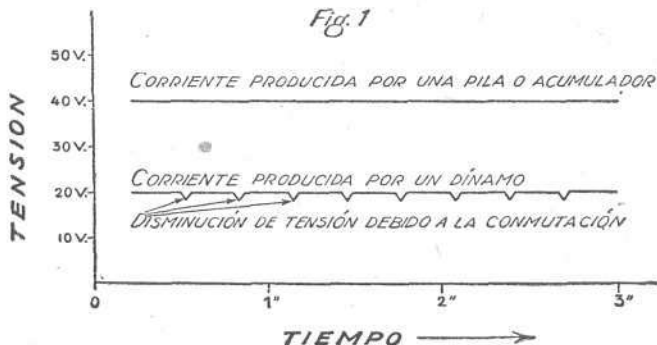 Fig. 1
TENSION
50 V.
CORRIENTE PRODUCIDA POR UNA PILA O ACUMULADOR
40 V.
30 V.
CORRIENTE PRODUCIDA POR UN DÍNAMO
20 V.
DISMINUCIÓN DE TENSIÓN DEBIDO A LA CONMUTACIÓN
10 V.
0
1"
2"
3"
TIEMPO